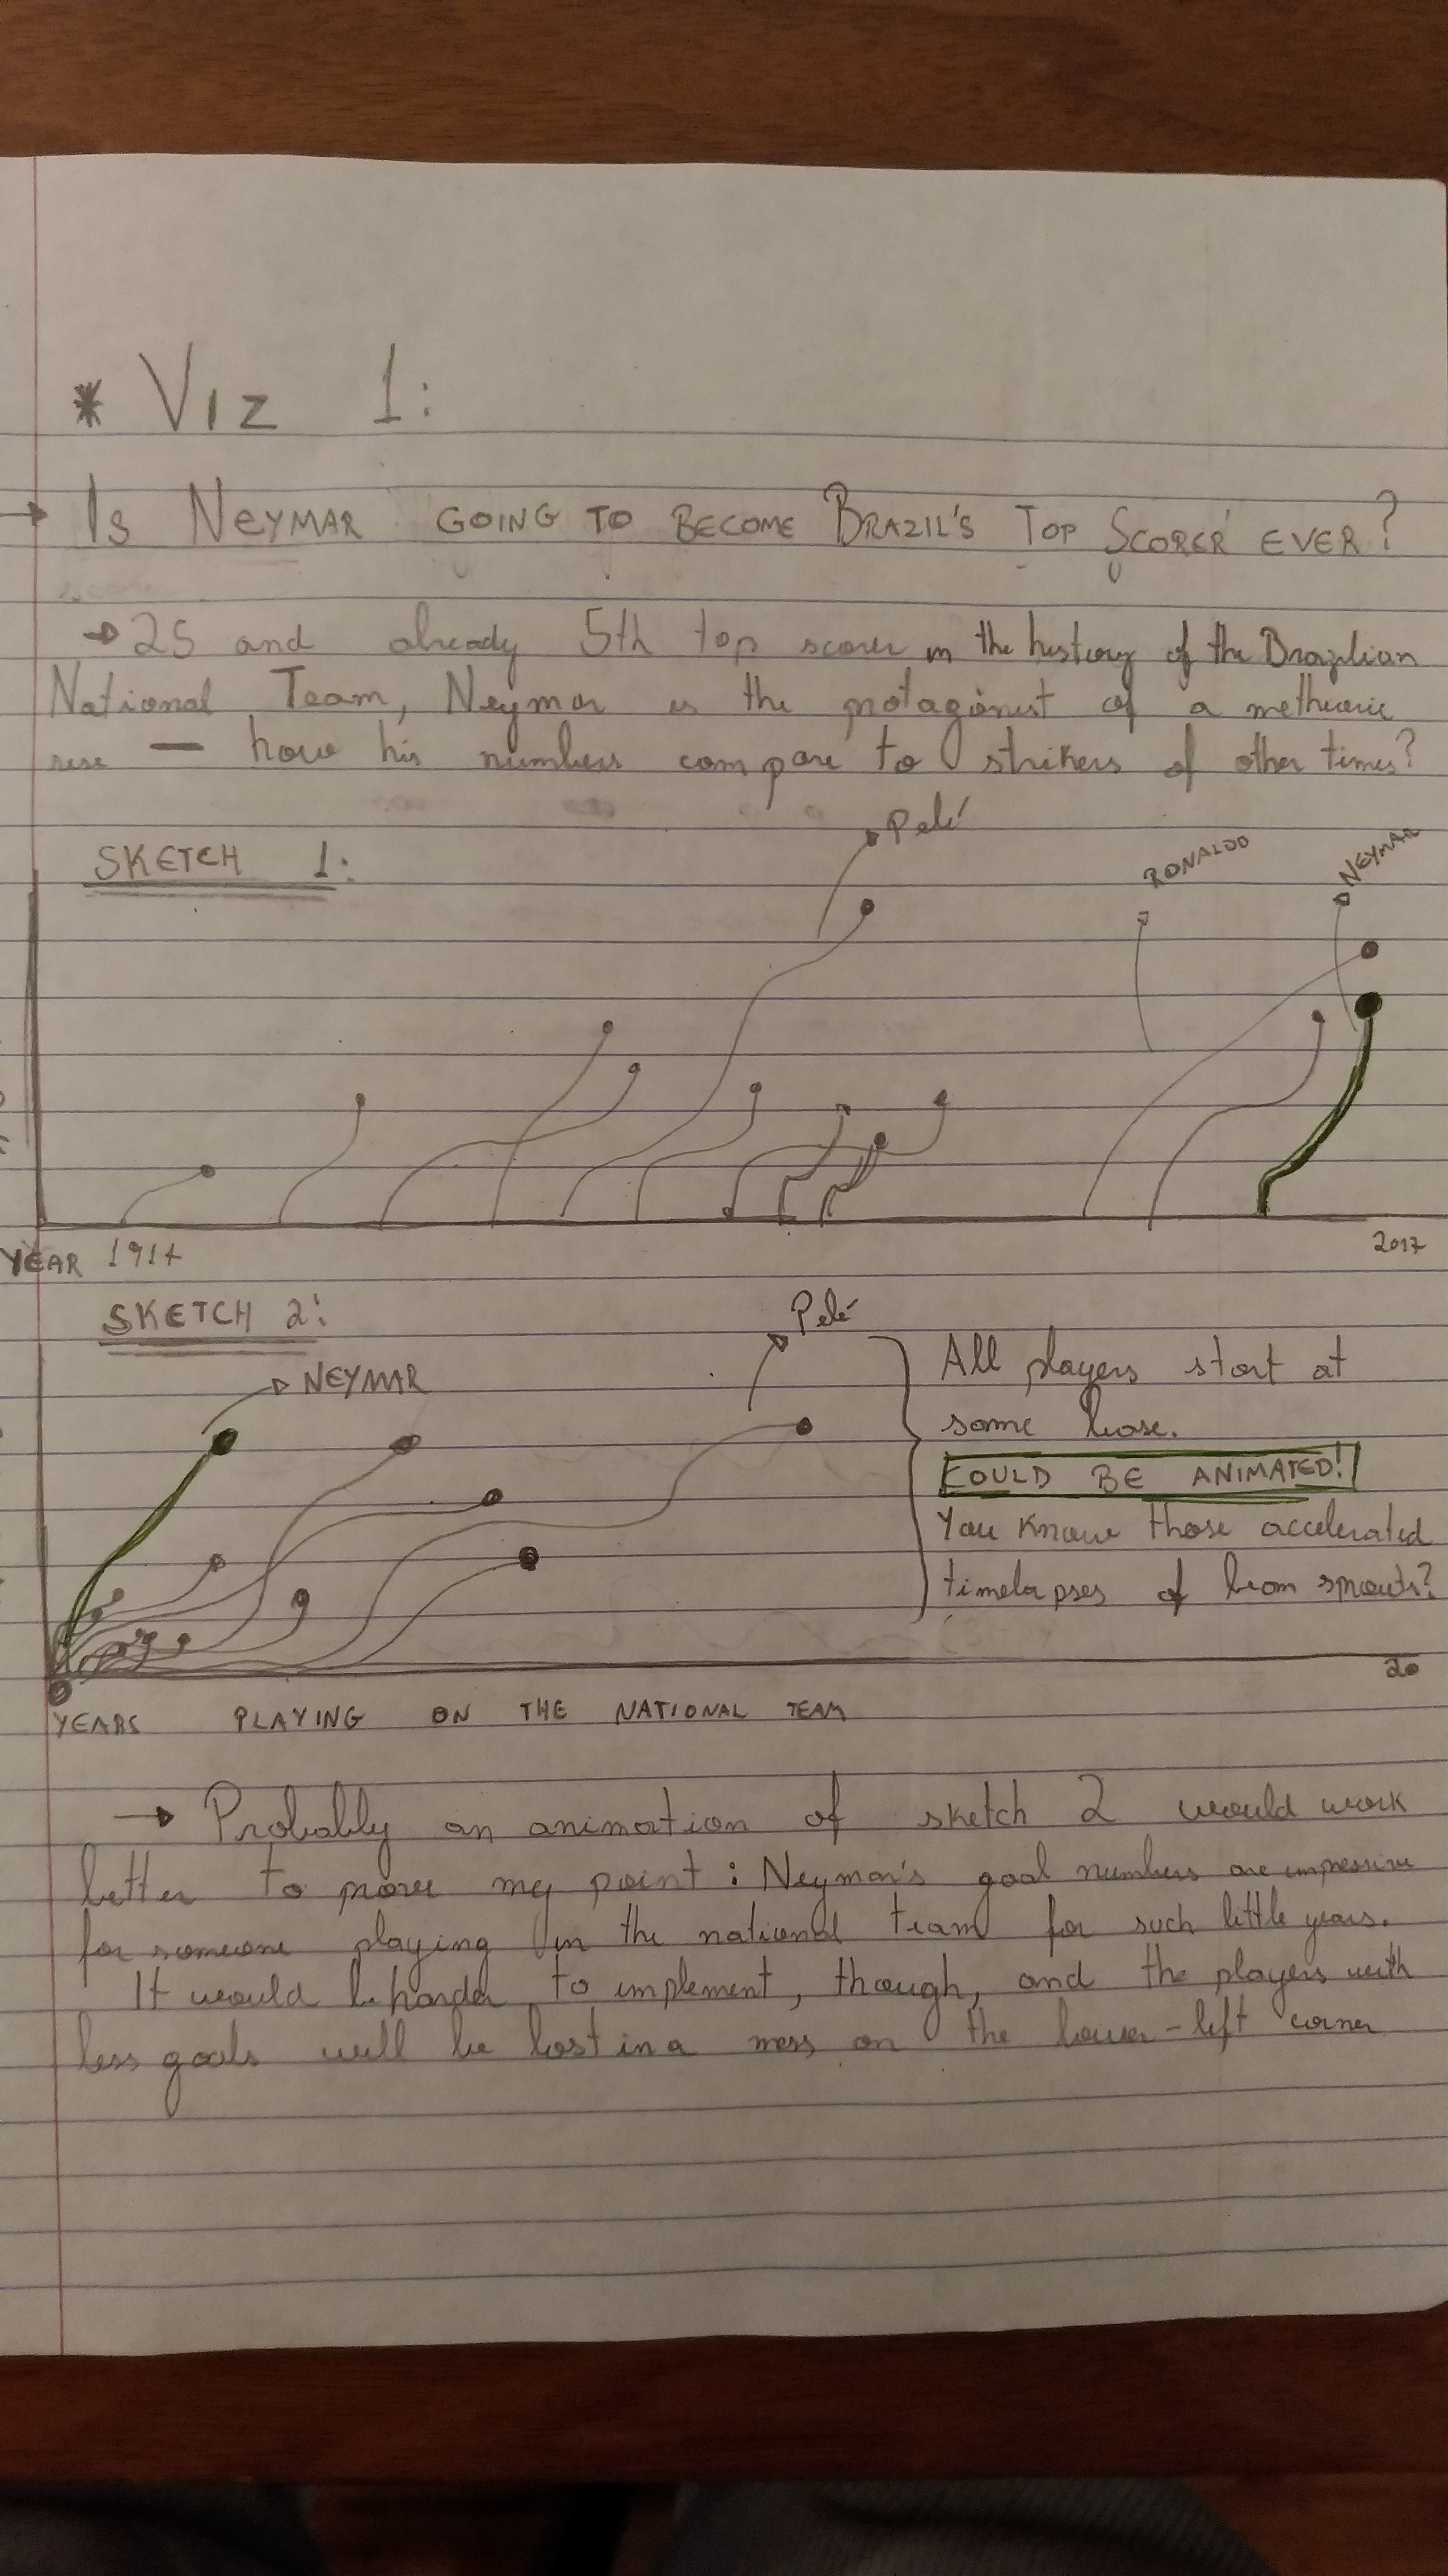 * Viz 1:
→ Is Neymar going to become Brazil's Top Scorer ever?
→ 25 and already 5th top scorer in the history of the Brazilian
National Team, Neymar is the protagonist of a metheoric
rise — how his numbers compare to strikers of other times?
SKETCH 1:
Pelé
RONALDO
NEYMAR
YEAR 1914
2017
SKETCH 2:
NEYMAR
Pelé
All players start at
same base.
COULD BE ANIMATED!
You know those accelerated
timelapses of bean sprouts?
20
YEARS PLAYING ON THE NATIONAL TEAM
→ Probably an animation of sketch 2 would work
better to prove my point: Neymar's goal numbers are impressive
for someone playing in the national team for such little years.
It would be harder to implement, though, and the players with
less goals will be lost in a mess on the lower-left corner